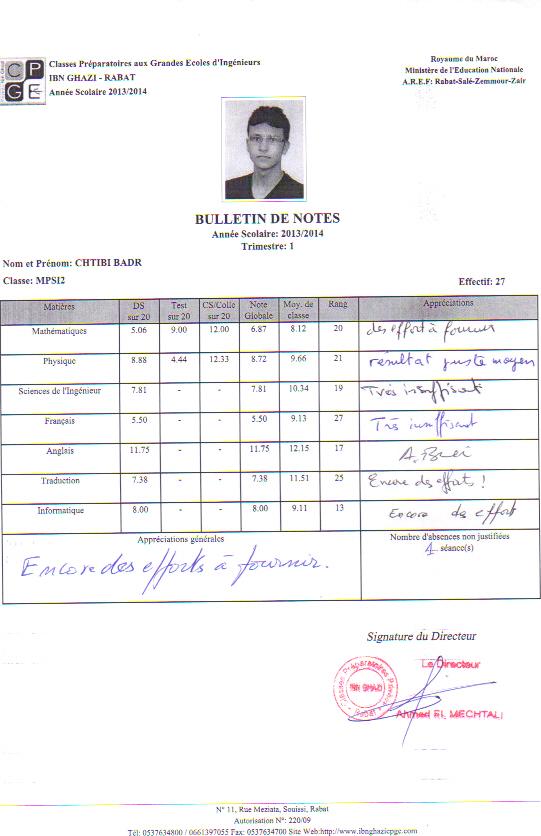 CPGE
Classes Préparatoires aux Grandes Ecoles d'Ingénieurs
IBN GHAZI - RABAT
Année Scolaire 2013/2014
Royaume du Maroc
Ministère de l'Education Nationale
A.R.E.F: Rabat-Salé-Zemmour-Zair
BULLETIN DE NOTES
Année Scolaire: 2013/2014
Trimestre: 1
Nom et Prénom: CHTIBI BADR
Classe: MPSI2
Effectif: 27
Matières DS sur 20 Test sur 20 CS/Colle sur 20 Note Globale Moy. de classe Rang Appréciations
Mathématiques 5.06 9.00 12.00 6.87 8.12 20 des effort à fournir
Physique 8.88 4.44 12.33 8.72 9.66 21 résultat juste moyen
Sciences de l'Ingénieur 7.81 - - 7.81 10.34 19 Très insuffisant
Français 5.50 - - 5.50 9.13 27 Très insuffisant
Anglais 11.75 - - 11.75 12.15 17 A. Bien
Traduction 7.38 - - 7.38 11.51 25 Encore des efforts !
Informatique 8.00 - - 8.00 9.11 13 Encore de effort
Appréciations générales
Encore des efforts à fournir.
Nombre d'absences non justifiées
1 séance(s)
Signature du Directeur
Le Directeur
Classes Préparatoires
IBN GHAZI
Rabat
Ahmed EL MECHTALI
N° 11, Rue Meziata, Souissi, Rabat
Autorisation N°: 220/09
Tél: 0537634800 / 0661397055 Fax: 0537634700 Site Web:http://www.ibnghazicpge.com